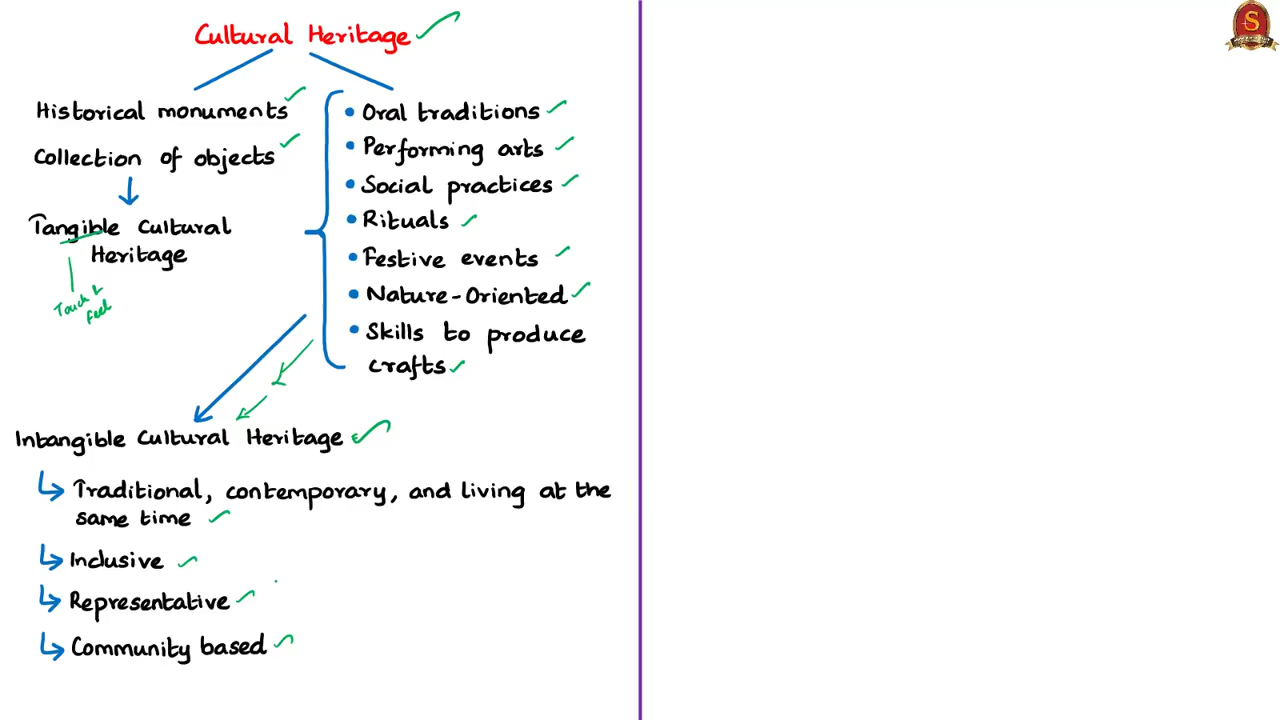 Cultural Heritage
Historical monuments
Collection of objects
Tangible Cultural
Heritage
Touch &
Feel
• Oral traditions
• Performing arts
• Social practices
• Rituals
• Festive events
• Nature-Oriented
• Skills to produce
crafts
Intangible Cultural Heritage
Traditional, contemporary, and living at the
same time
Inclusive
Representative
Community based
S